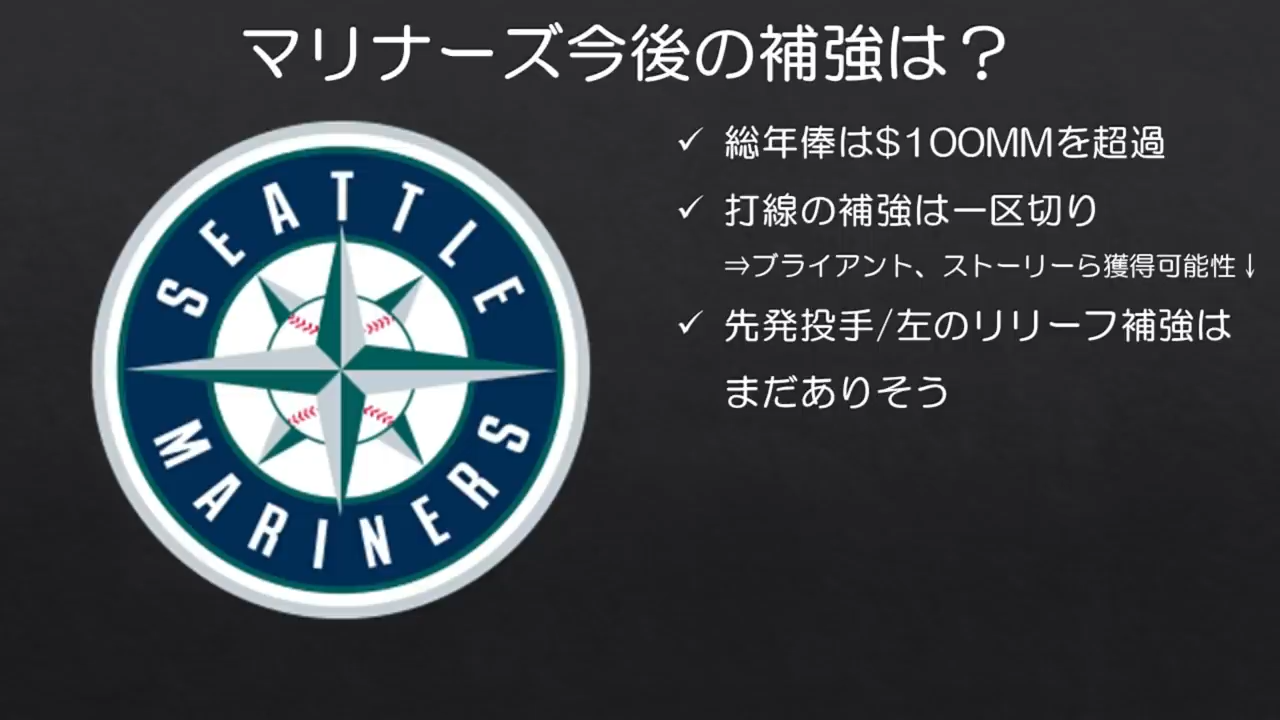 マリナーズ今後の補強は？
SEATTLE
MARINERS
✓ 総年俸は$100MMを超過
✓ 打線の補強は一区切り
⇒ブライアント、ストーリーら獲得可能性↓
✓ 先発投手/左のリリーフ補強は
まだありそう